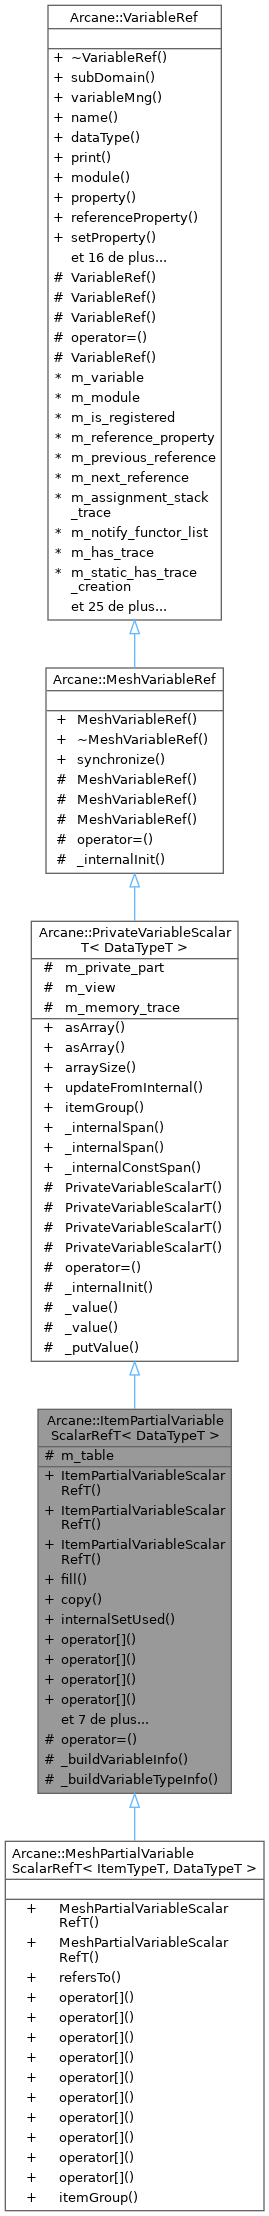 Arcane::VariableRef
+ ~VariableRef()
+ subDomain()
+ variableMng()
+ name()
+ dataType()
+ print()
+ module()
+ property()
+ referenceProperty()
+ setProperty()
et 16 de plus...
# VariableRef()
# VariableRef()
# VariableRef()
# operator=()
# VariableRef()
* m_variable
* m_module
* m_is_registered
* m_reference_property
* m_previous_reference
* m_next_reference
* m_assignment_stack
_trace
* m_notify_functor_list
* m_has_trace
* m_static_has_trace
_creation
et 25 de plus...
Arcane::MeshVariableRef
+ MeshVariableRef()
+ ~MeshVariableRef()
+ synchronize()
# MeshVariableRef()
# MeshVariableRef()
# MeshVariableRef()
# operator=()
# _internalInit()
Arcane::PrivateVariableScalar
T< DataTypeT >
# m_private_part
# m_view
# m_memory_trace
+ asArray()
+ asArray()
+ arraySize()
+ updateFromInternal()
+ itemGroup()
+ _internalSpan()
+ _internalSpan()
+ _internalConstSpan()
# PrivateVariableScalarT()
# PrivateVariableScalarT()
# PrivateVariableScalarT()
# PrivateVariableScalarT()
# operator=()
# _internalInit()
# _value()
# _value()
# _putValue()
Arcane::ItemPartialVariable
ScalarRefT< DataTypeT >
# m_table
+ ItemPartialVariableScalar
RefT()
+ ItemPartialVariableScalar
RefT()
+ ItemPartialVariableScalar
RefT()
+ fill()
+ copy()
+ internalSetUsed()
+ operator[]()
+ operator[]()
+ operator[]()
+ operator[]()
et 7 de plus...
# operator=()
# _buildVariableInfo()
# _buildVariableTypeInfo()
Arcane::MeshPartialVariable
ScalarRefT< ItemTypeT, DataTypeT >
+ MeshPartialVariableScalar
RefT()
+ MeshPartialVariableScalar
RefT()
+ refersTo()
+ operator[]()
+ operator[]()
+ operator[]()
+ operator[]()
+ operator[]()
+ operator[]()
+ operator[]()
+ operator[]()
+ operator[]()
+ operator[]()
+ itemGroup()